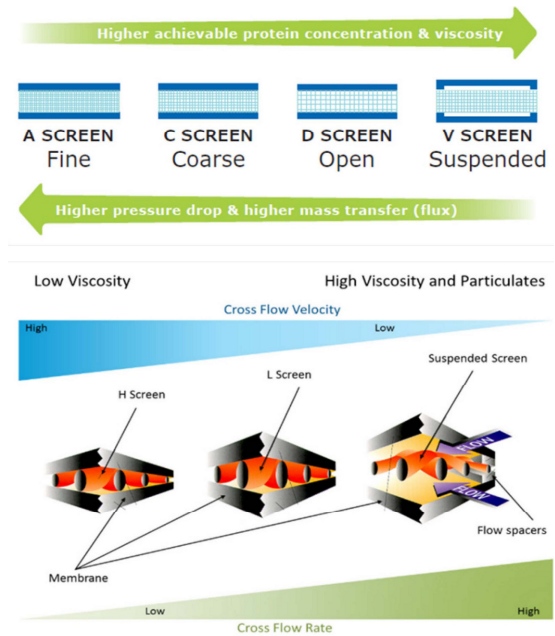 Higher achievable protein concentration & viscosity
A SCREEN
Fine
C SCREEN
Coarse
D SCREEN
Open
V SCREEN
Suspended
Higher pressure drop & higher mass transfer (flux)
Low Viscosity
High Viscosity and Particulates
Cross Flow Velocity
High
Low
Suspended Screen
L Screen
H Screen
FLOW
FLOW
Flow spacers
Membrane
Low
High
Cross Flow Rate